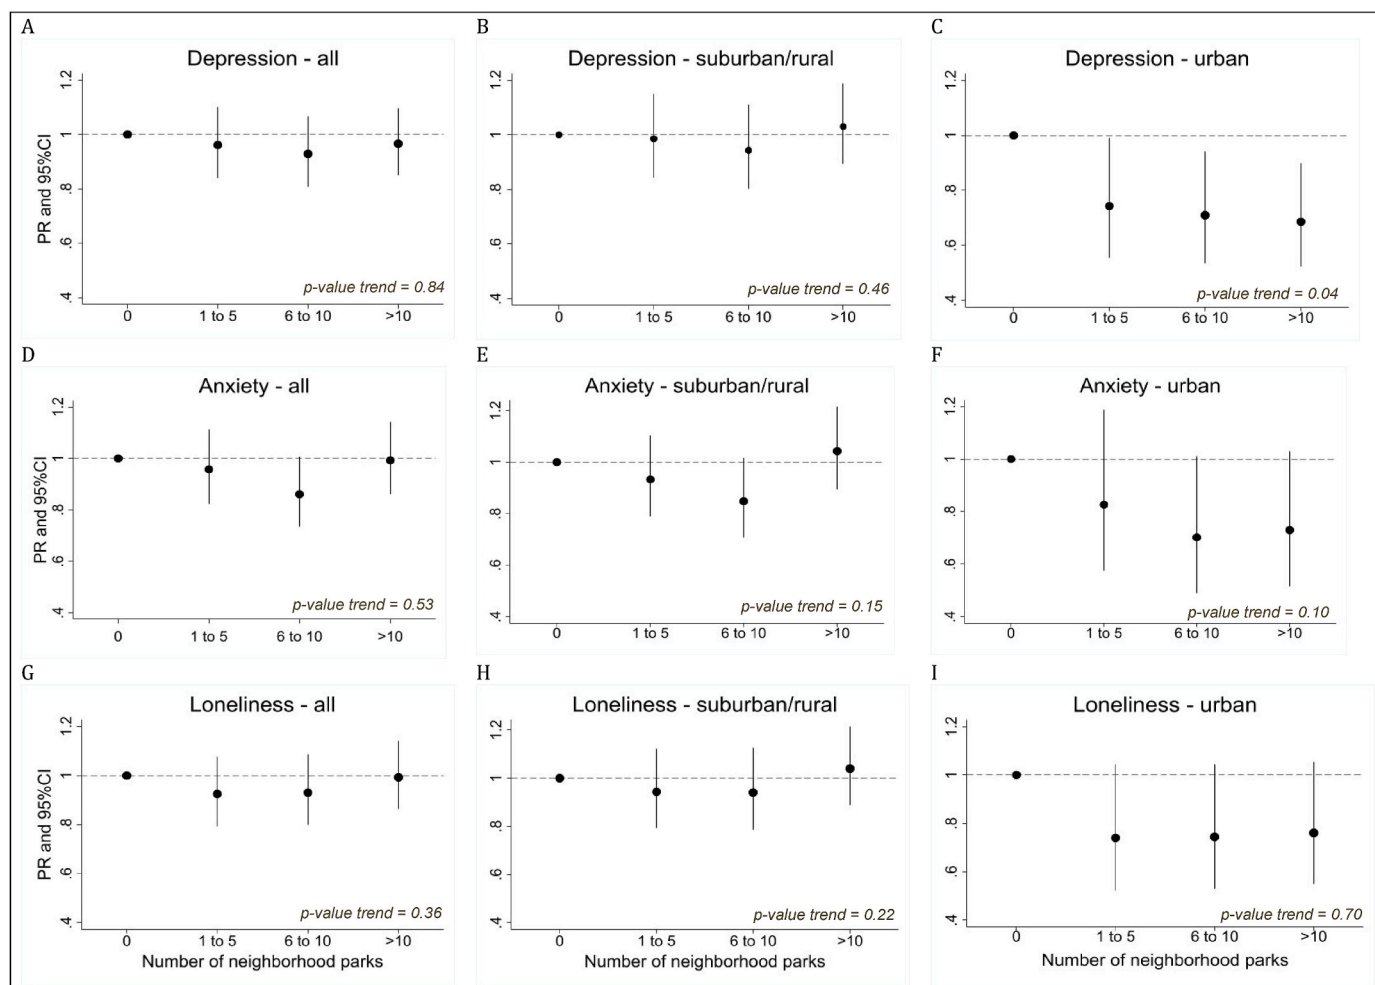 A
Depression - all
PR and 95%CI
1.2
1
.8
.6
.4
p-value trend = 0.84
0 1 to 5 6 to 10 >10
B
Depression - suburban/rural
1.2
1
.8
.6
.4
p-value trend = 0.46
0 1 to 5 6 to 10 >10
C
Depression - urban
1.2
1
.8
.6
.4
p-value trend = 0.04
0 1 to 5 6 to 10 >10
D
Anxiety - all
PR and 95%CI
1.2
1
.8
.6
.4
p-value trend = 0.53
0 1 to 5 6 to 10 >10
E
Anxiety - suburban/rural
1.2
1
.8
.6
.4
p-value trend = 0.15
0 1 to 5 6 to 10 >10
F
Anxiety - urban
1.2
1
.8
.6
.4
p-value trend = 0.10
0 1 to 5 6 to 10 >10
G
Loneliness - all
PR and 95%CI
1.2
1
.8
.6
.4
p-value trend = 0.36
0 1 to 5 6 to 10 >10
Number of neighborhood parks
H
Loneliness - suburban/rural
1.2
1
.8
.6
.4
p-value trend = 0.22
0 1 to 5 6 to 10 >10
Number of neighborhood parks
I
Loneliness - urban
1.2
1
.8
.6
.4
p-value trend = 0.70
0 1 to 5 6 to 10 >10
Number of neighborhood parks